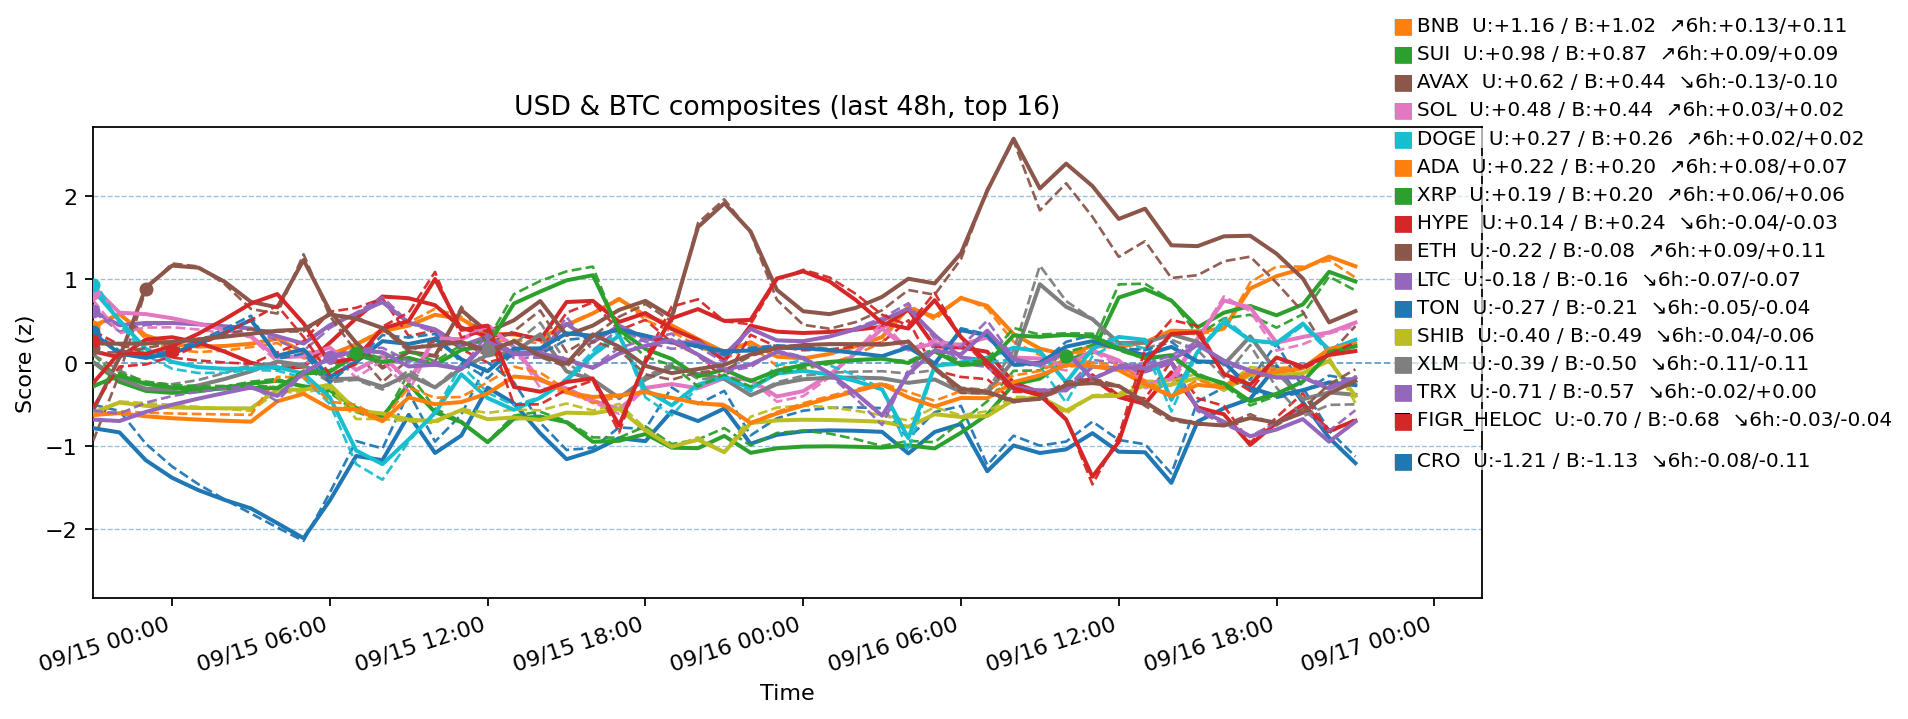 BNB  U:+1.16 / B:+1.02  ↗6h:+0.13/+0.11
SUI  U:+0.98 / B:+0.87  ↗6h:+0.09/+0.09
AVAX  U:+0.62 / B:+0.44  ↘6h:-0.13/-0.10
SOL  U:+0.48 / B:+0.44  ↗6h:+0.03/+0.02
DOGE  U:+0.27 / B:+0.26  ↗6h:+0.02/+0.02
ADA  U:+0.22 / B:+0.20  ↗6h:+0.08/+0.07
XRP  U:+0.19 / B:+0.20  ↗6h:+0.06/+0.06
HYPE  U:+0.14 / B:+0.24  ↘6h:-0.04/-0.03
ETH  U:-0.22 / B:-0.08  ↗6h:+0.09/+0.11
LTC  U:-0.18 / B:-0.16  ↘6h:-0.07/-0.07
TON  U:-0.27 / B:-0.21  ↘6h:-0.05/-0.04
SHIB  U:-0.40 / B:-0.49  ↘6h:-0.04/-0.06
XLM  U:-0.39 / B:-0.50  ↘6h:-0.11/-0.11
TRX  U:-0.71 / B:-0.57  ↘6h:-0.02/+0.00
FIGR_HELOC  U:-0.70 / B:-0.68  ↘6h:-0.03/-0.04
CRO  U:-1.21 / B:-1.13  ↘6h:-0.08/-0.11
USD & BTC composites (last 48h, top 16)
Score (z)
2
1
0
−1
−2
09/15 00:00
09/15 06:00
09/15 12:00
09/15 18:00
09/16 00:00
09/16 06:00
09/16 12:00
09/16 18:00
09/17 00:00
Time